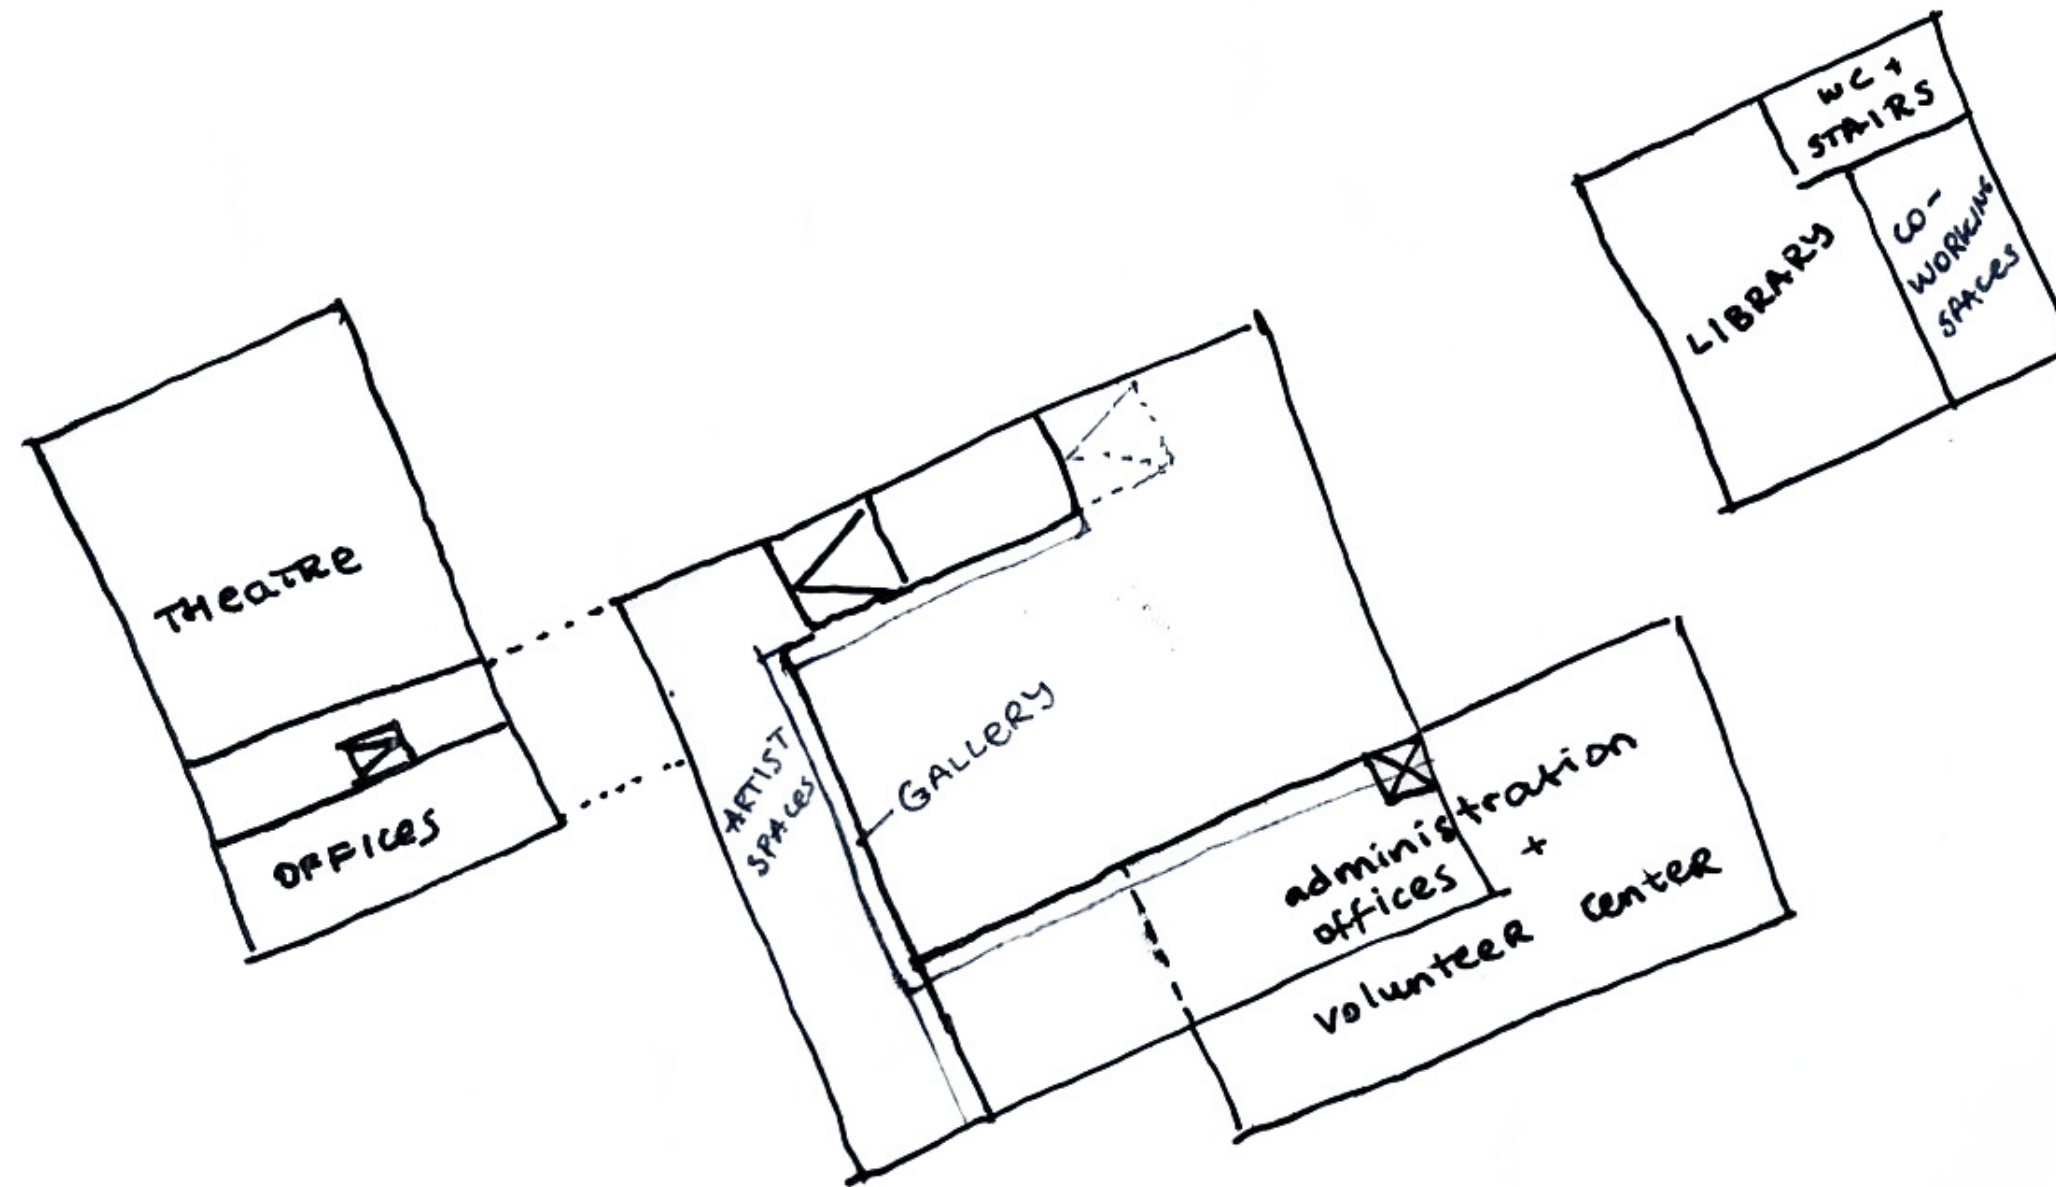 THeaTRe
OFFICeS
ARTIST
SPACeS
GALLeRY
administration
offices +
volunteeR centeR
LIBRARY
WC +
STAIRS
CO-
WORKING
SPACeS